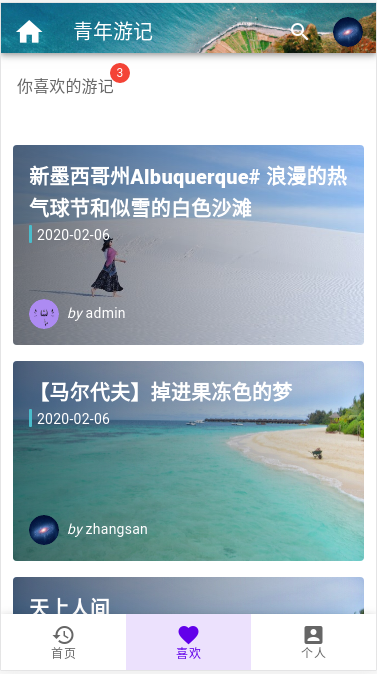 青年游记
你喜欢的游记
3
新墨西哥州Albuquerque# 浪漫的热
气球节和似雪的白色沙滩
2020-02-06
by admin
【马尔代夫】掉进果冻色的梦
2020-02-06
by zhangsan
天上人间
首页
喜欢
个人